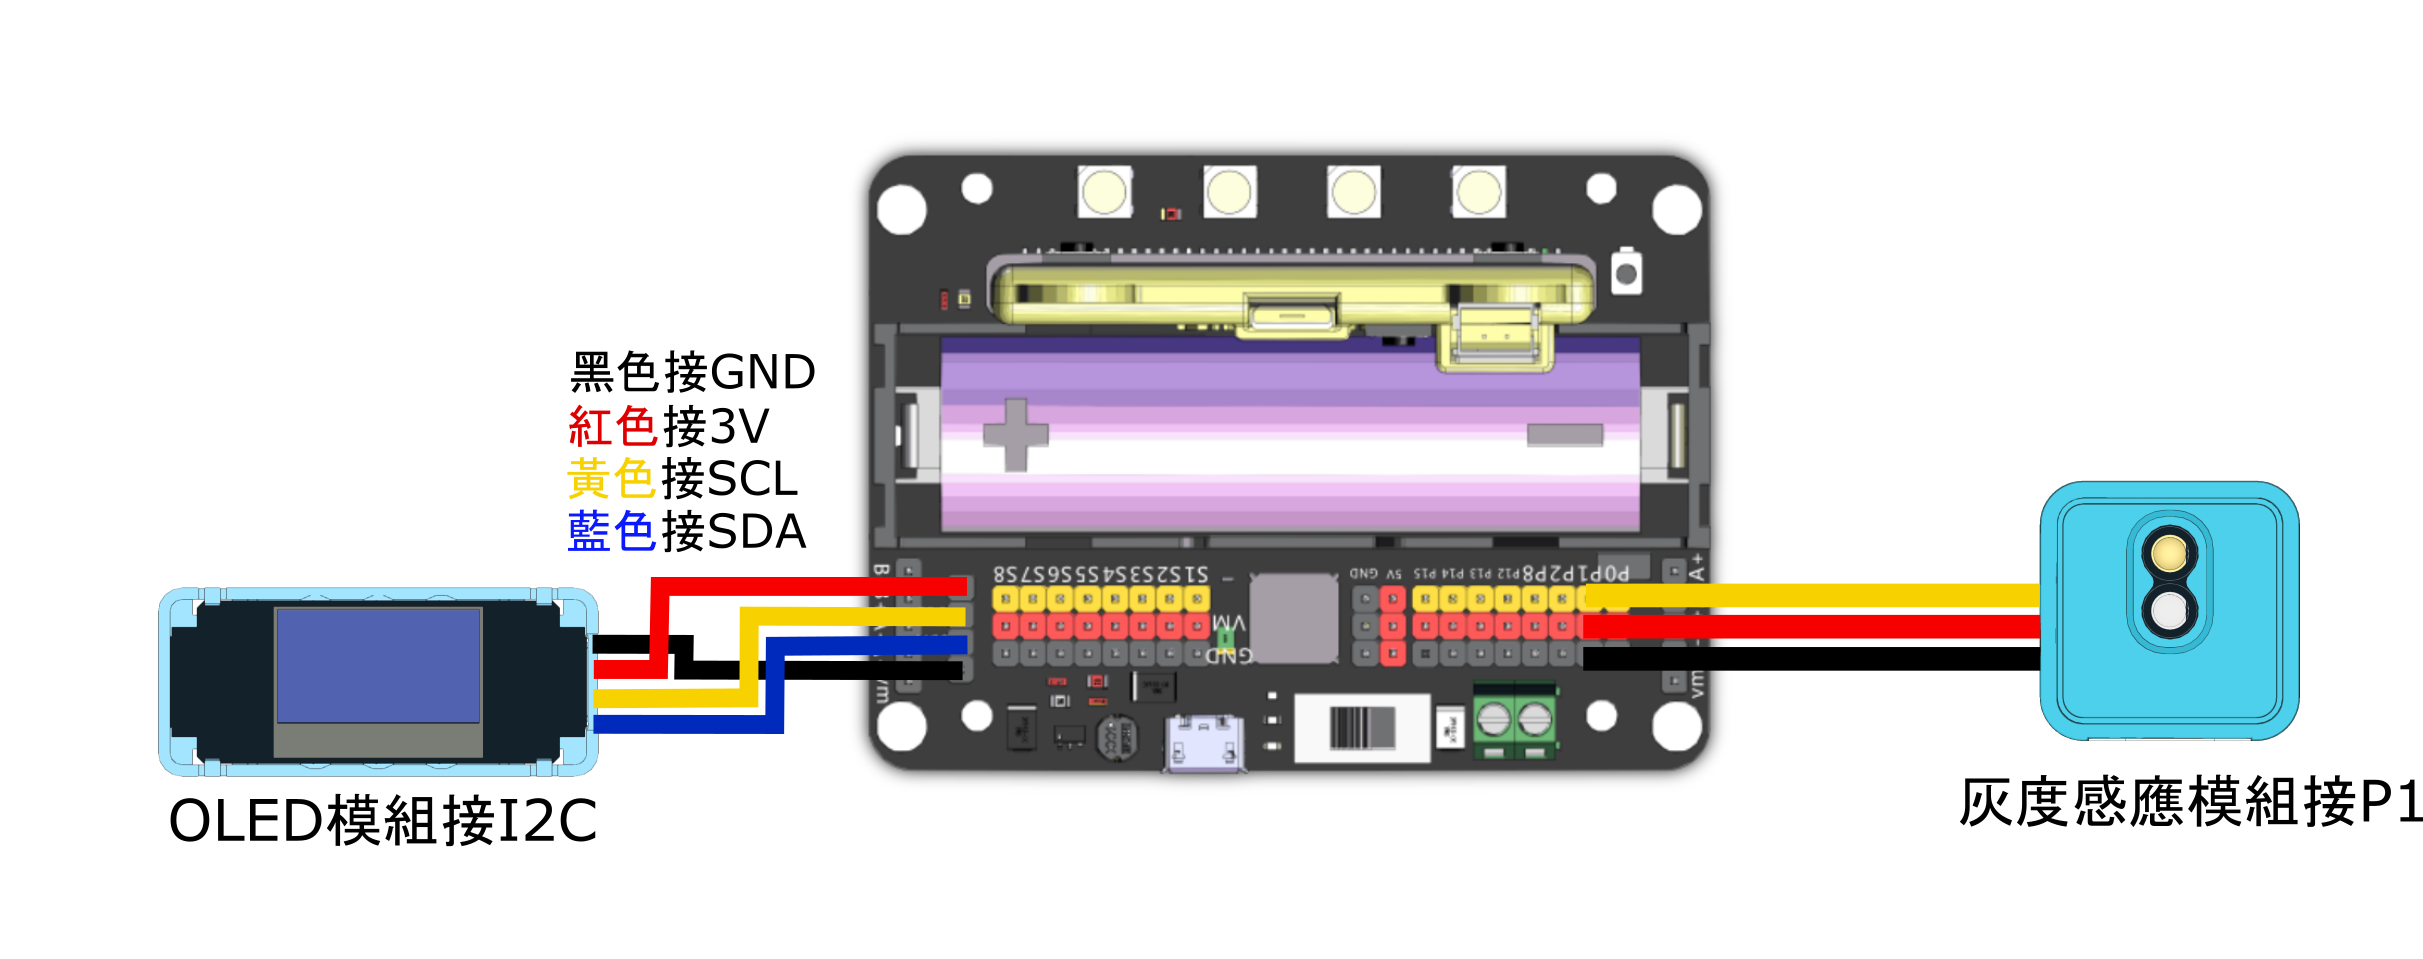 黑色接GND
紅色接3V
黃色接SCL
藍色接SDA
OLED模組接I2C
灰度感應模組接P1
S8S7S6S5S4S3S2S1
VM
GND
GND 5V P15 P14 P13 P12 P8P2P1P0
A+
vm